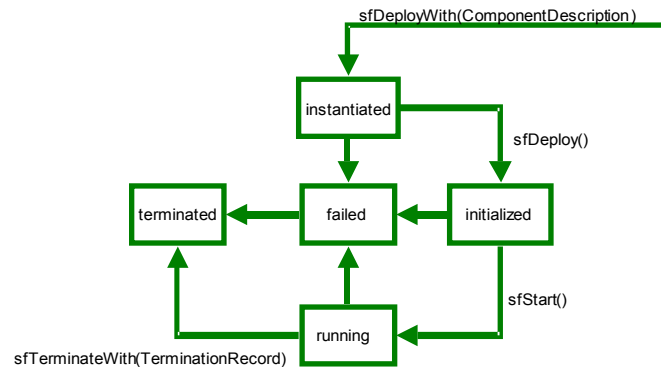 sfDeployWith(ComponentDescription)
instantiated
sfDeploy()
terminated
failed
initialized
sfStart()
running
sfTerminateWith(TerminationRecord)